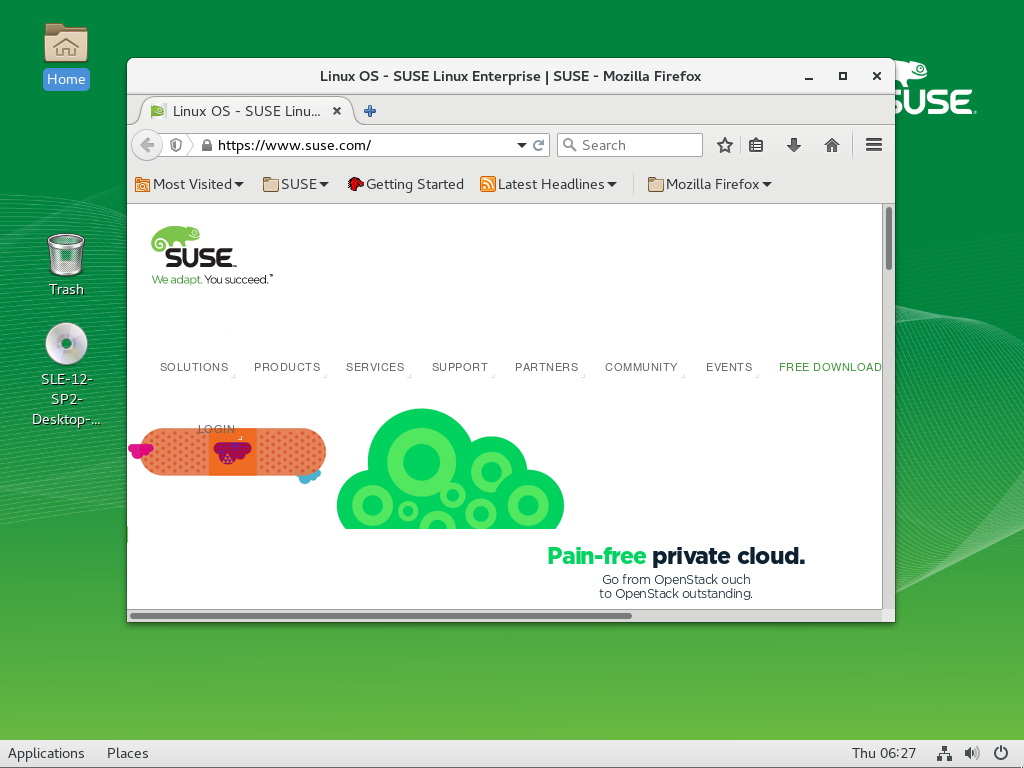 Home
Linux OS - SUSE Linux Enterprise | SUSE - Mozilla Firefox
SUSE
Linux OS - SUSE Linu...
https://www.suse.com/
Search
Most Visited
SUSE
Getting Started
Latest Headlines
Mozilla Firefox
SUSE
We adapt. You succeed.
Trash
SLE-12-
SP2-
Desktop-...
SOLUTIONS PRODUCTS SERVICES SUPPORT PARTNERS COMMUNITY EVENTS FREE DOWNLOAD
LOGIN
Pain-free private cloud.
Go from OpenStack ouch
to OpenStack outstanding.
Applications Places Thu 06:27